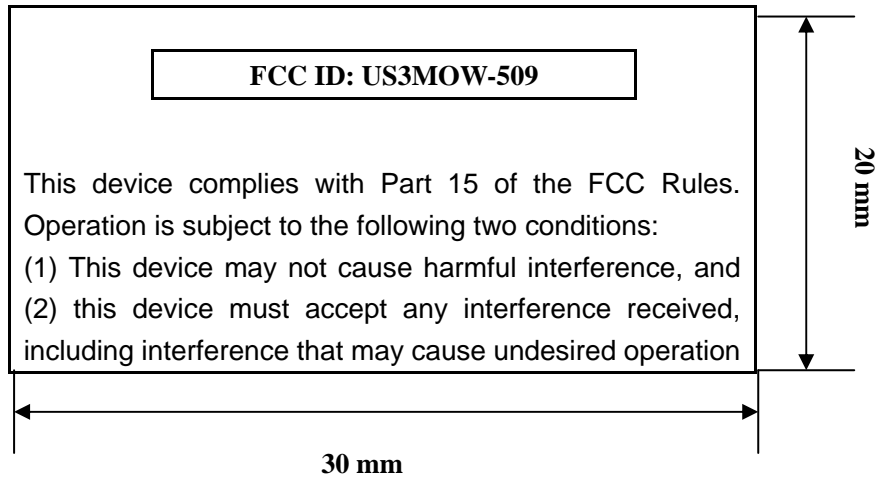 FCC ID: US3MOW-509
This device complies with Part 15 of the FCC Rules.
Operation is subject to the following two conditions:
(1) This device may not cause harmful interference, and
(2) this device must accept any interference received,
including interference that may cause undesired operation
20 mm
30 mm